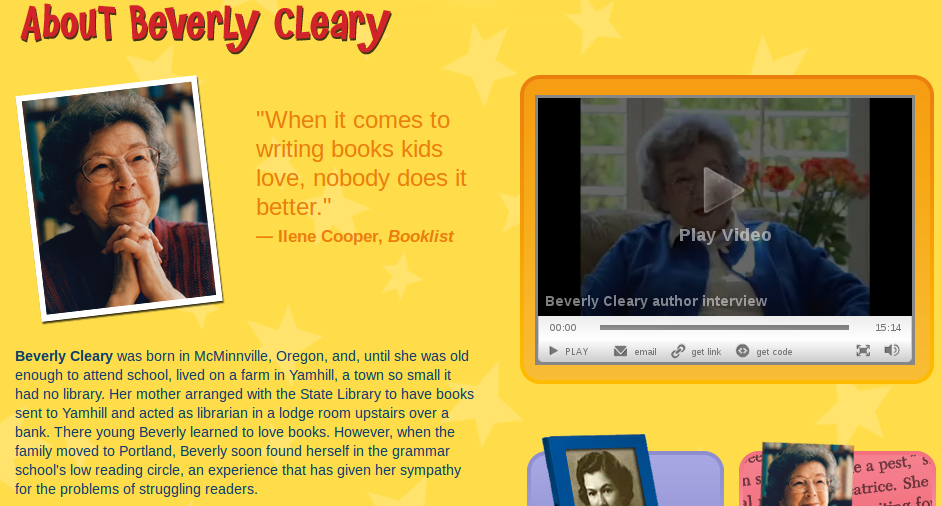 About Beverly Cleary
"When it comes to
writing books kids
love, nobody does it
better."
— Ilene Cooper, Booklist
Play Video
Beverly Cleary author interview
00:00
15:14
PLAY
email
get link
get code
Beverly Cleary was born in McMinnville, Oregon, and, until she was old
enough to attend school, lived on a farm in Yamhill, a town so small it
had no library. Her mother arranged with the State Library to have books
sent to Yamhill and acted as librarian in a lodge room upstairs over a
bank. There young Beverly learned to love books. However, when the
family moved to Portland, Beverly soon found herself in the grammar
school's low reading circle, an experience that has given her sympathy
for the problems of struggling readers.
e a pest,"
atrice. She